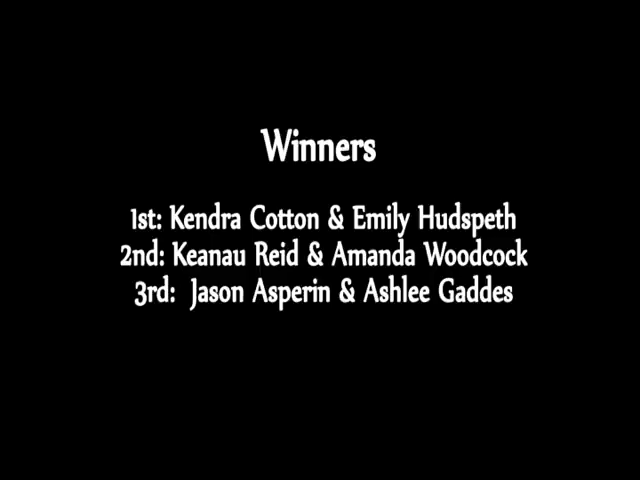 Winners
1st: Kendra Cotton & Emily Hudspeth
2nd: Keanau Reid & Amanda Woodcock
3rd: Jason Asperin & Ashlee Gaddes